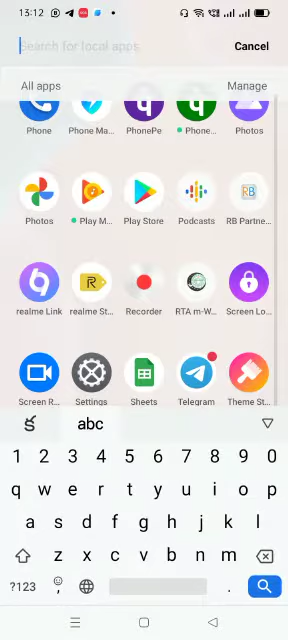 13:12
Search for local apps
Cancel
All apps
Manage
Phone
Phone Ma...
PhonePe
Phone...
Photos
Photos
Play M...
Play Store
Podcasts
RB Partne...
realme Link
realme St...
Recorder
RTA m-W...
Screen Lo...
Screen R...
Settings
Sheets
Telegram
Theme St...
abc
1 2 3 4 5 6 7 8 9 0
q w e r t y u i o p
a s d f g h j k l
z x c v b n m
?123 , .